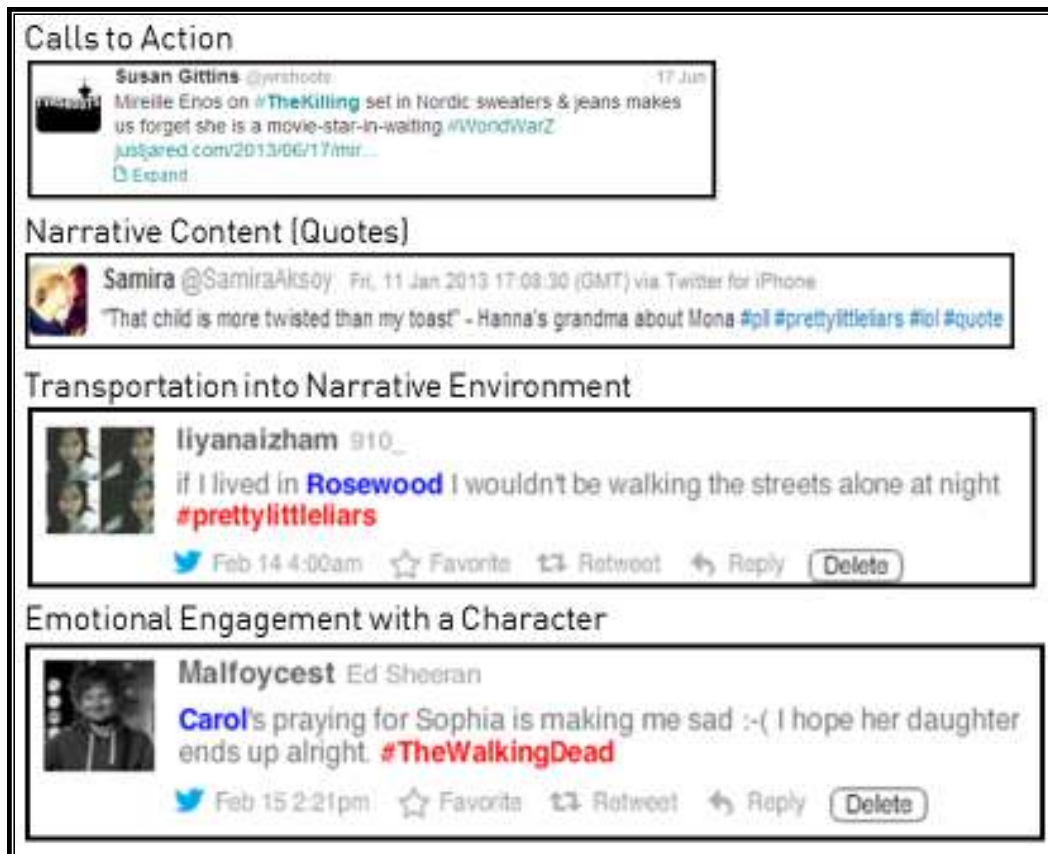 Calls to Action
Susan Gittins @yrrshoots 17 Jun
Mireille Enos on #TheKilling set in Nordic sweaters & jeans makes
us forget she is a movie-star-in-waiting #WorldWarZ
justjared.com/2013/06/17/mir...
Expand
Narrative Content (Quotes)
Samira @SamiraAksoy Fri, 11 Jan 2013 17:08:30 (GMT) via Twitter for iPhone
"That child is more twisted than my toast" - Hanna's grandma about Mona #pll #prettylittleliars #lol #quote
Transportation into Narrative Environment
liyanaizham 910_
if I lived in Rosewood I wouldn't be walking the streets alone at night
#prettylittleliars
Feb 14 4:00am Favorite Retweet Reply Delete
Emotional Engagement with a Character
Malfoycest Ed Sheeran
Carol's praying for Sophia is making me sad :-( I hope her daughter
ends up alright. #TheWalkingDead
Feb 15 2:21pm Favorite Retweet Reply Delete